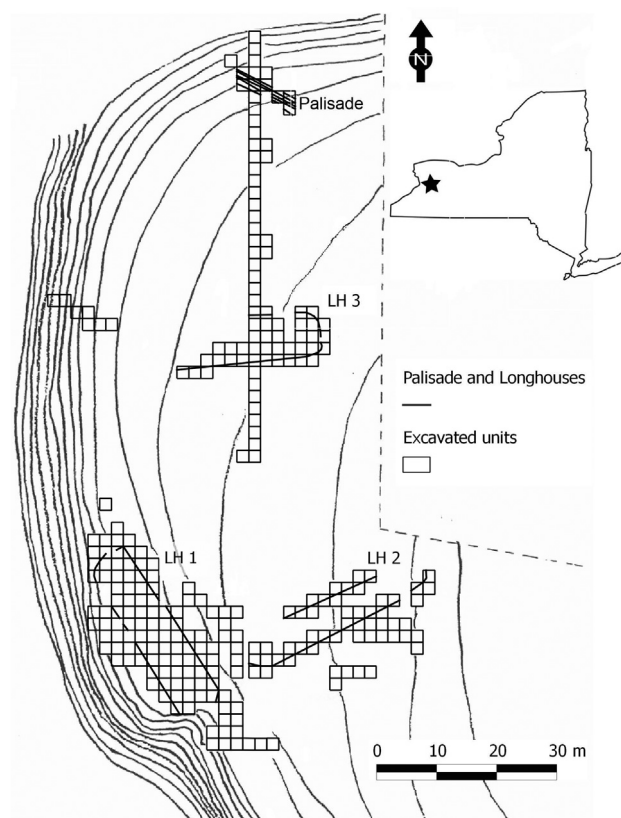 N
Palisade
LH 3
Palisade and Longhouses
Excavated units
LH 1
LH 2
0 10 20 30 m